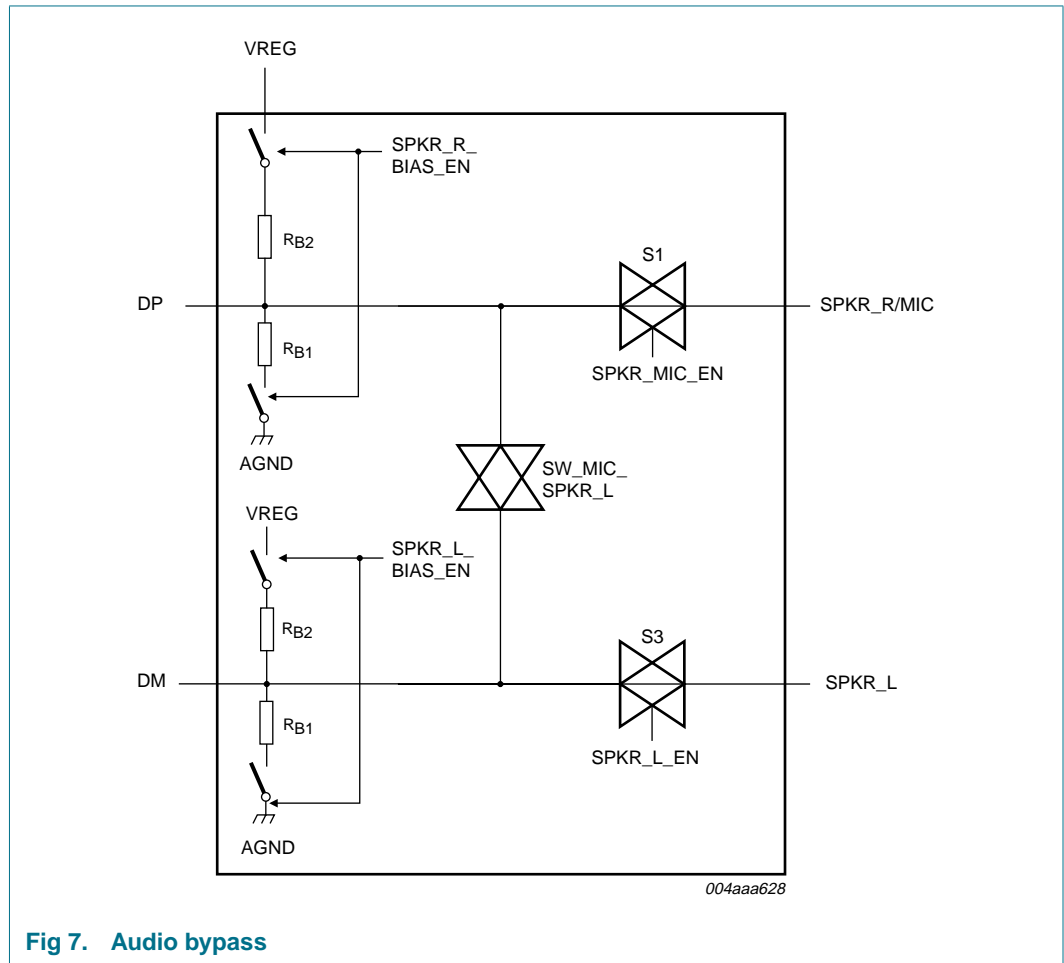 VREG
SPKR_R_
BIAS_EN
RB2
S1
DP
SPKR_R/MIC
RB1
SPKR_MIC_EN
AGND
SW_MIC_
SPKR_L
VREG
SPKR_L_
BIAS_EN
RB2
S3
DM
SPKR_L
RB1
SPKR_L_EN
AGND
004aaa628
Fig 7. Audio bypass